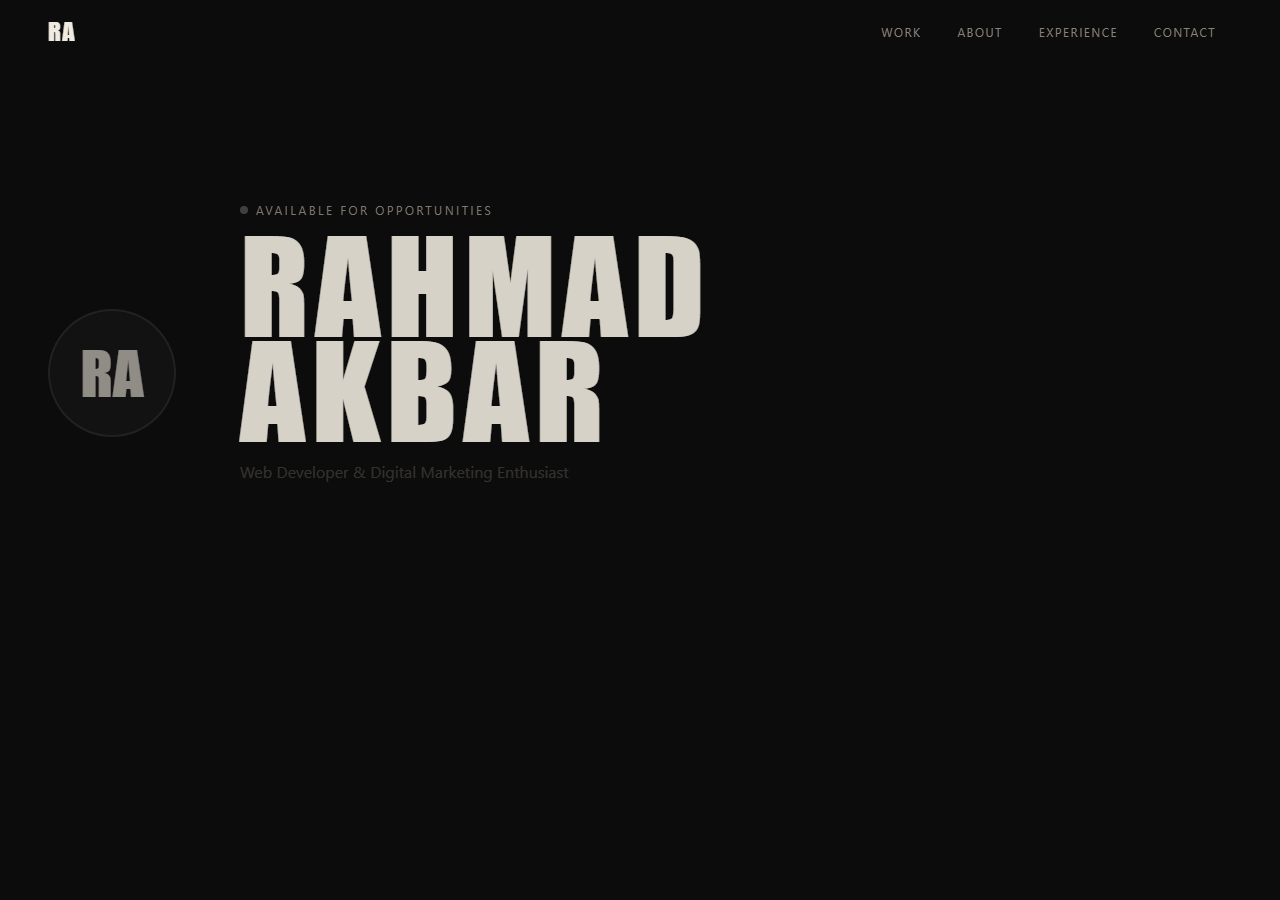 RA
WORK ABOUT EXPERIENCE CONTACT
AVAILABLE FOR OPPORTUNITIES
RAHMAD
AKBAR
RA
Web Developer & Digital Marketing Enthusiast